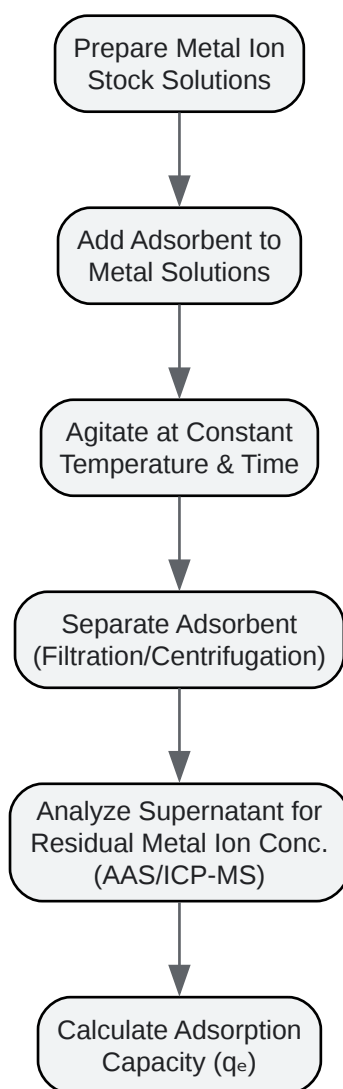 Prepare Metal Ion
Stock Solutions
Add Adsorbent to
Metal Solutions
Agitate at Constant
Temperature & Time
Separate Adsorbent
(Filtration/Centrifugation)
Analyze Supernatant for
Residual Metal Ion Conc.
(AAS/ICP-MS)
Calculate Adsorption
Capacity (qₑ)